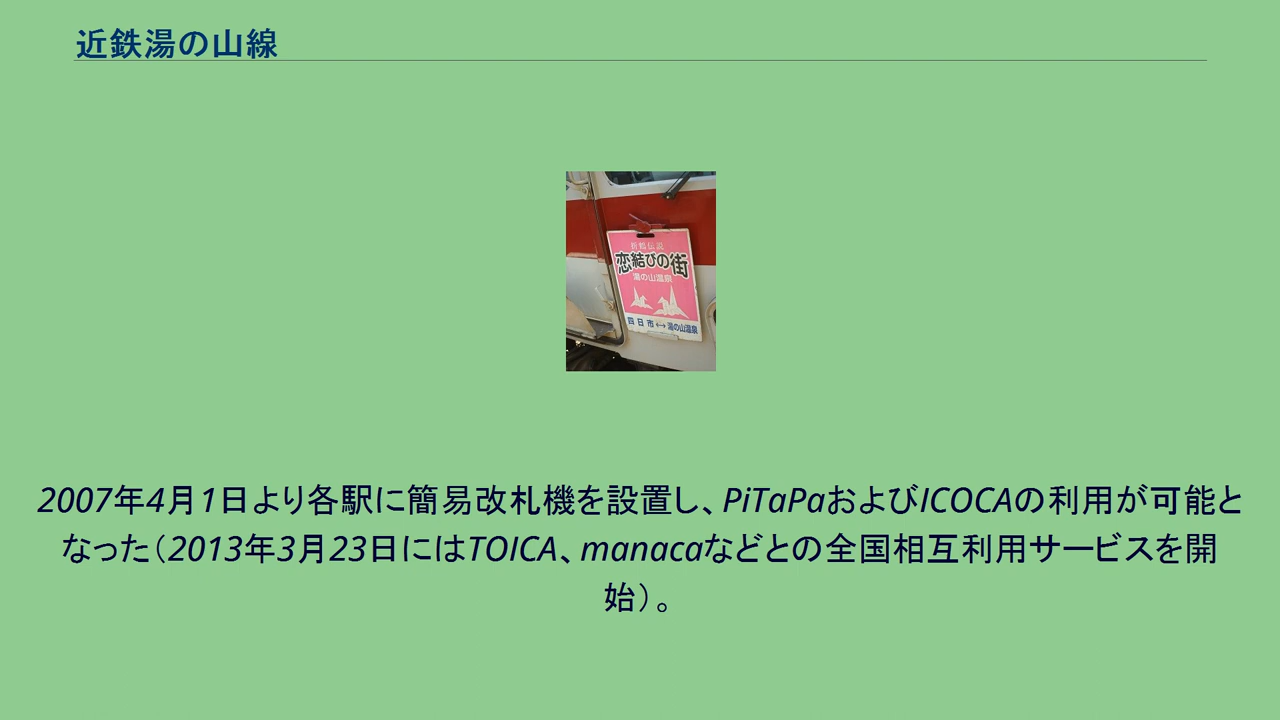 近鉄湯の山線
折鶴伝説
恋結びの街
湯の山温泉
四日市↔湯の山温泉
2007年4月1日より各駅に簡易改札機を設置し、PiTaPaおよびICOCAの利用が可能と
なった（2013年3月23日にはTOICA、manacaなどとの全国相互利用サービスを開
始）。